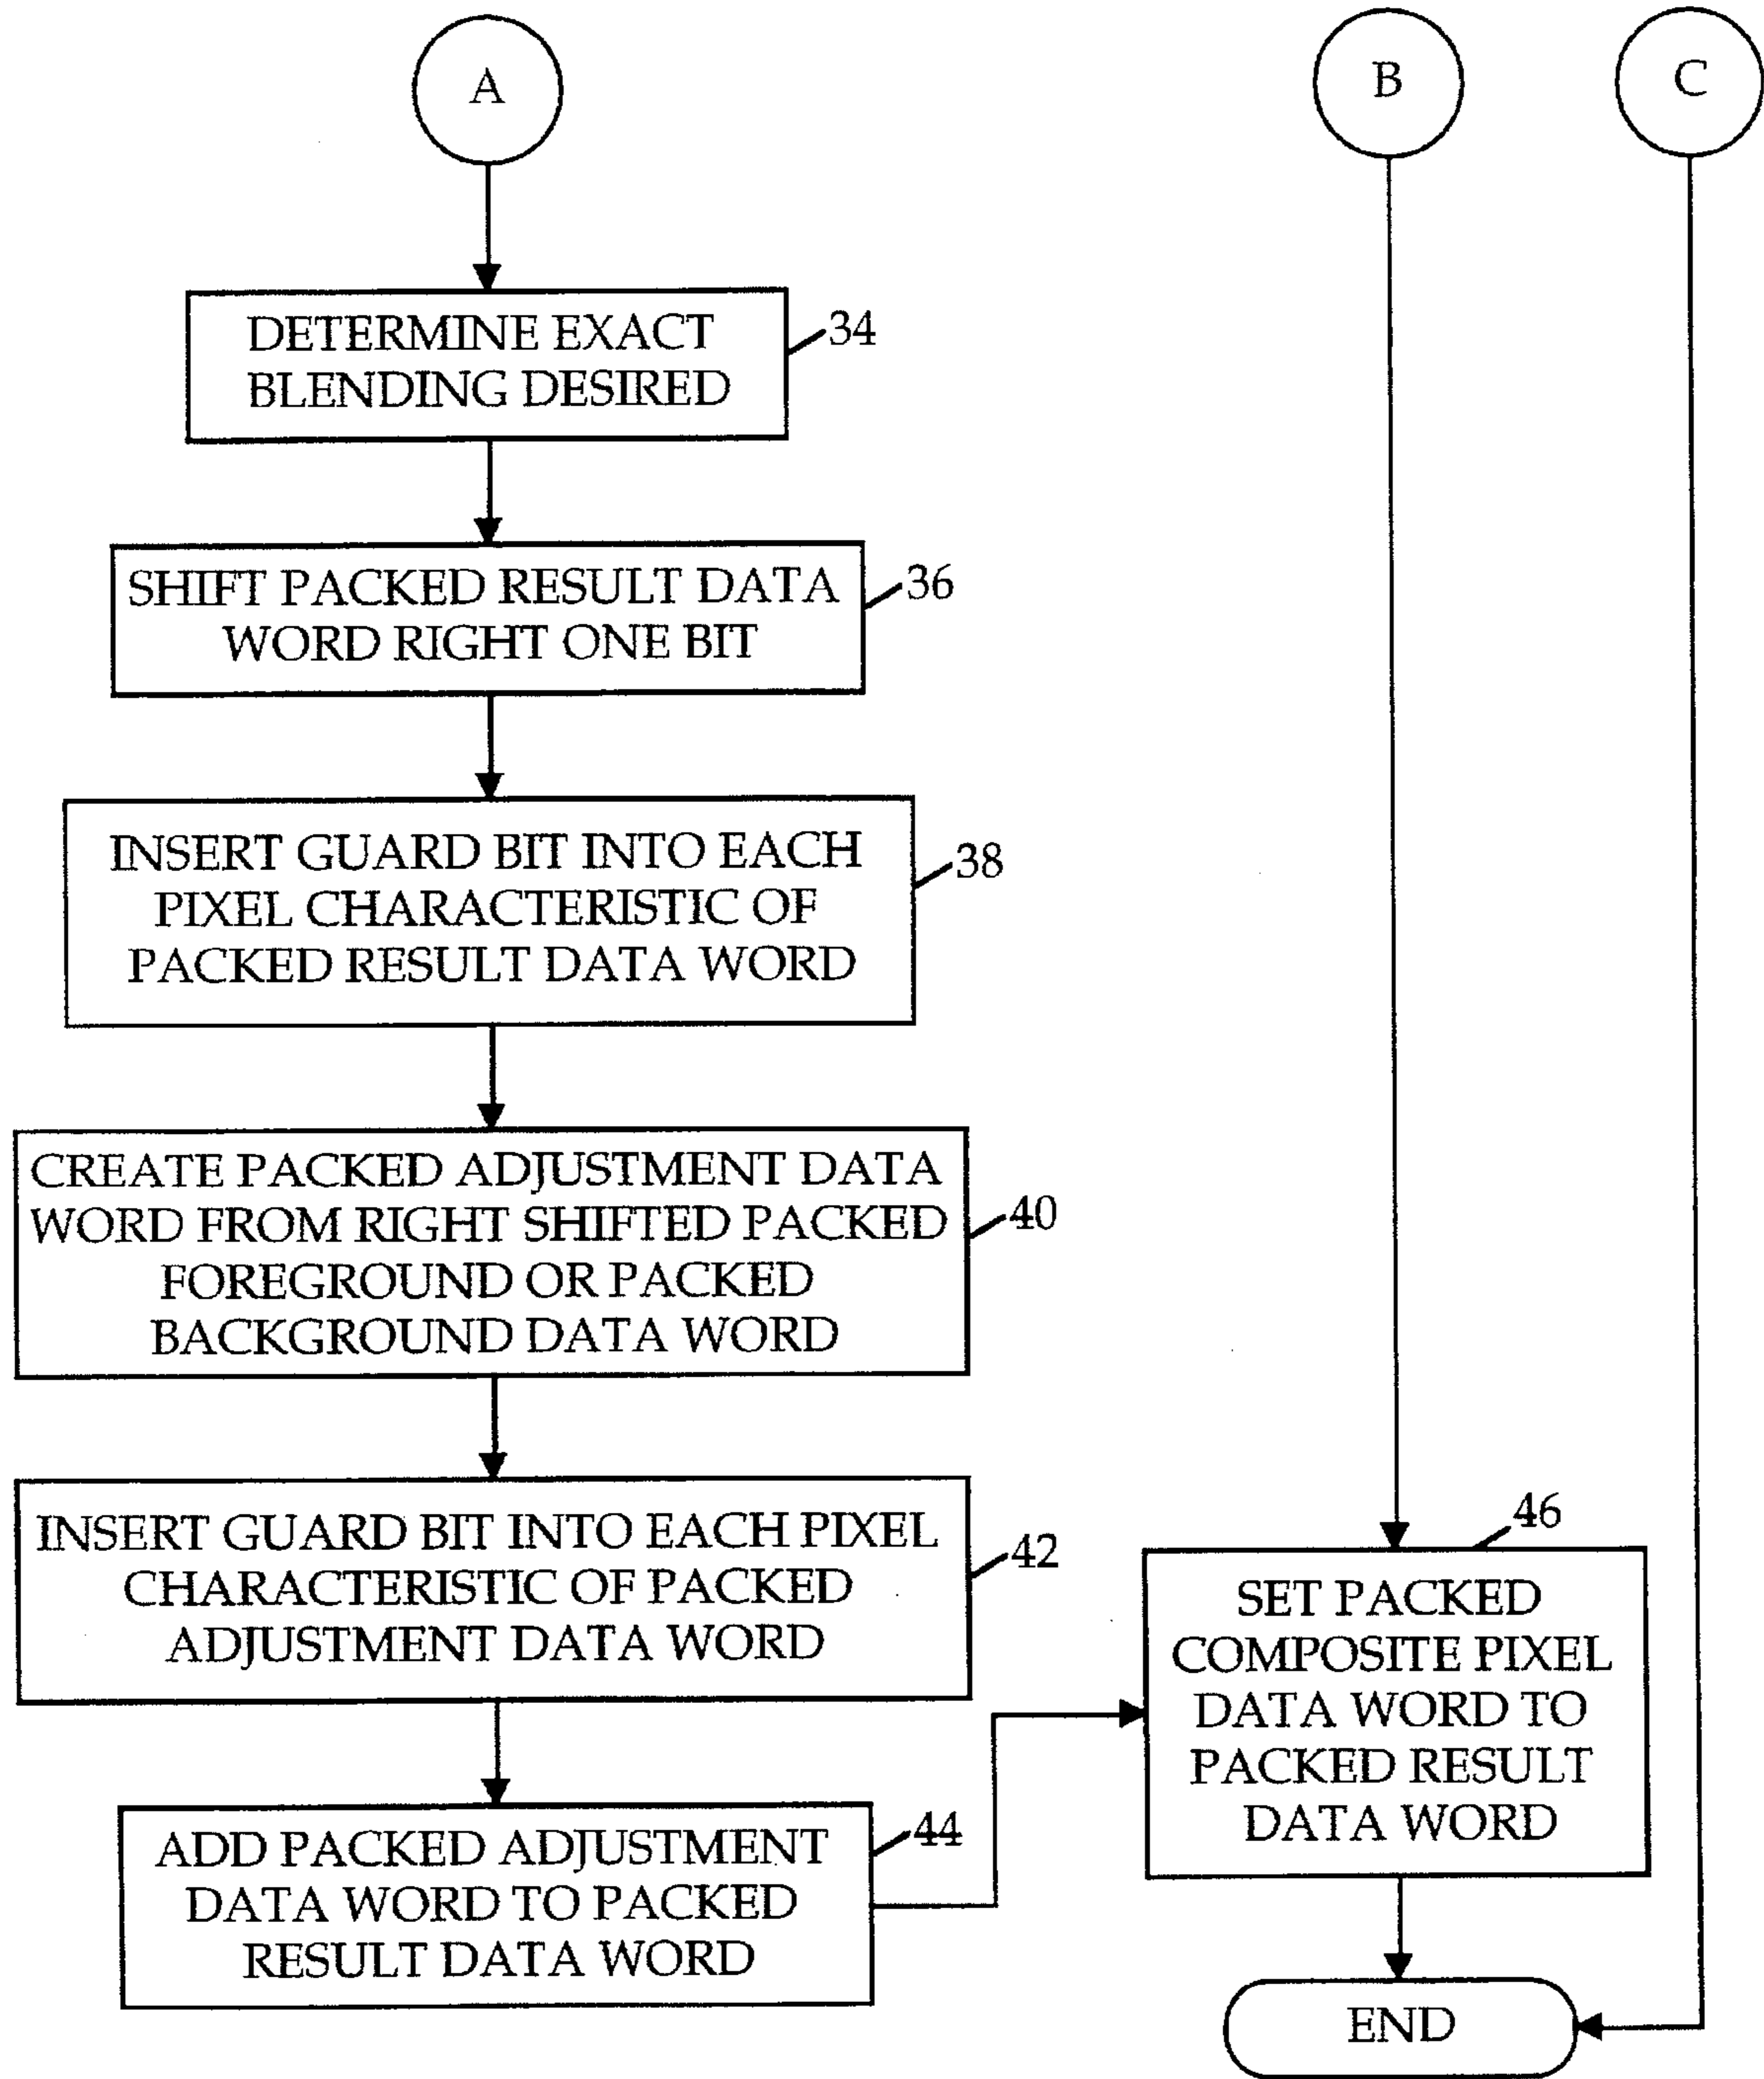 A
B
C
DETERMINE EXACT
BLENDING DESIRED
34
SHIFT PACKED RESULT DATA
WORD RIGHT ONE BIT
36
INSERT GUARD BIT INTO EACH
PIXEL CHARACTERISTIC OF
PACKED RESULT DATA WORD
38
CREATE PACKED ADJUSTMENT DATA
WORD FROM RIGHT SHIFTED PACKED
FOREGROUND OR PACKED
BACKGROUND DATA WORD
40
INSERT GUARD BIT INTO EACH PIXEL
CHARACTERISTIC OF PACKED
ADJUSTMENT DATA WORD
42
ADD PACKED ADJUSTMENT
DATA WORD TO PACKED
RESULT DATA WORD
44
46
SET PACKED
COMPOSITE PIXEL
DATA WORD TO
PACKED RESULT
DATA WORD
END